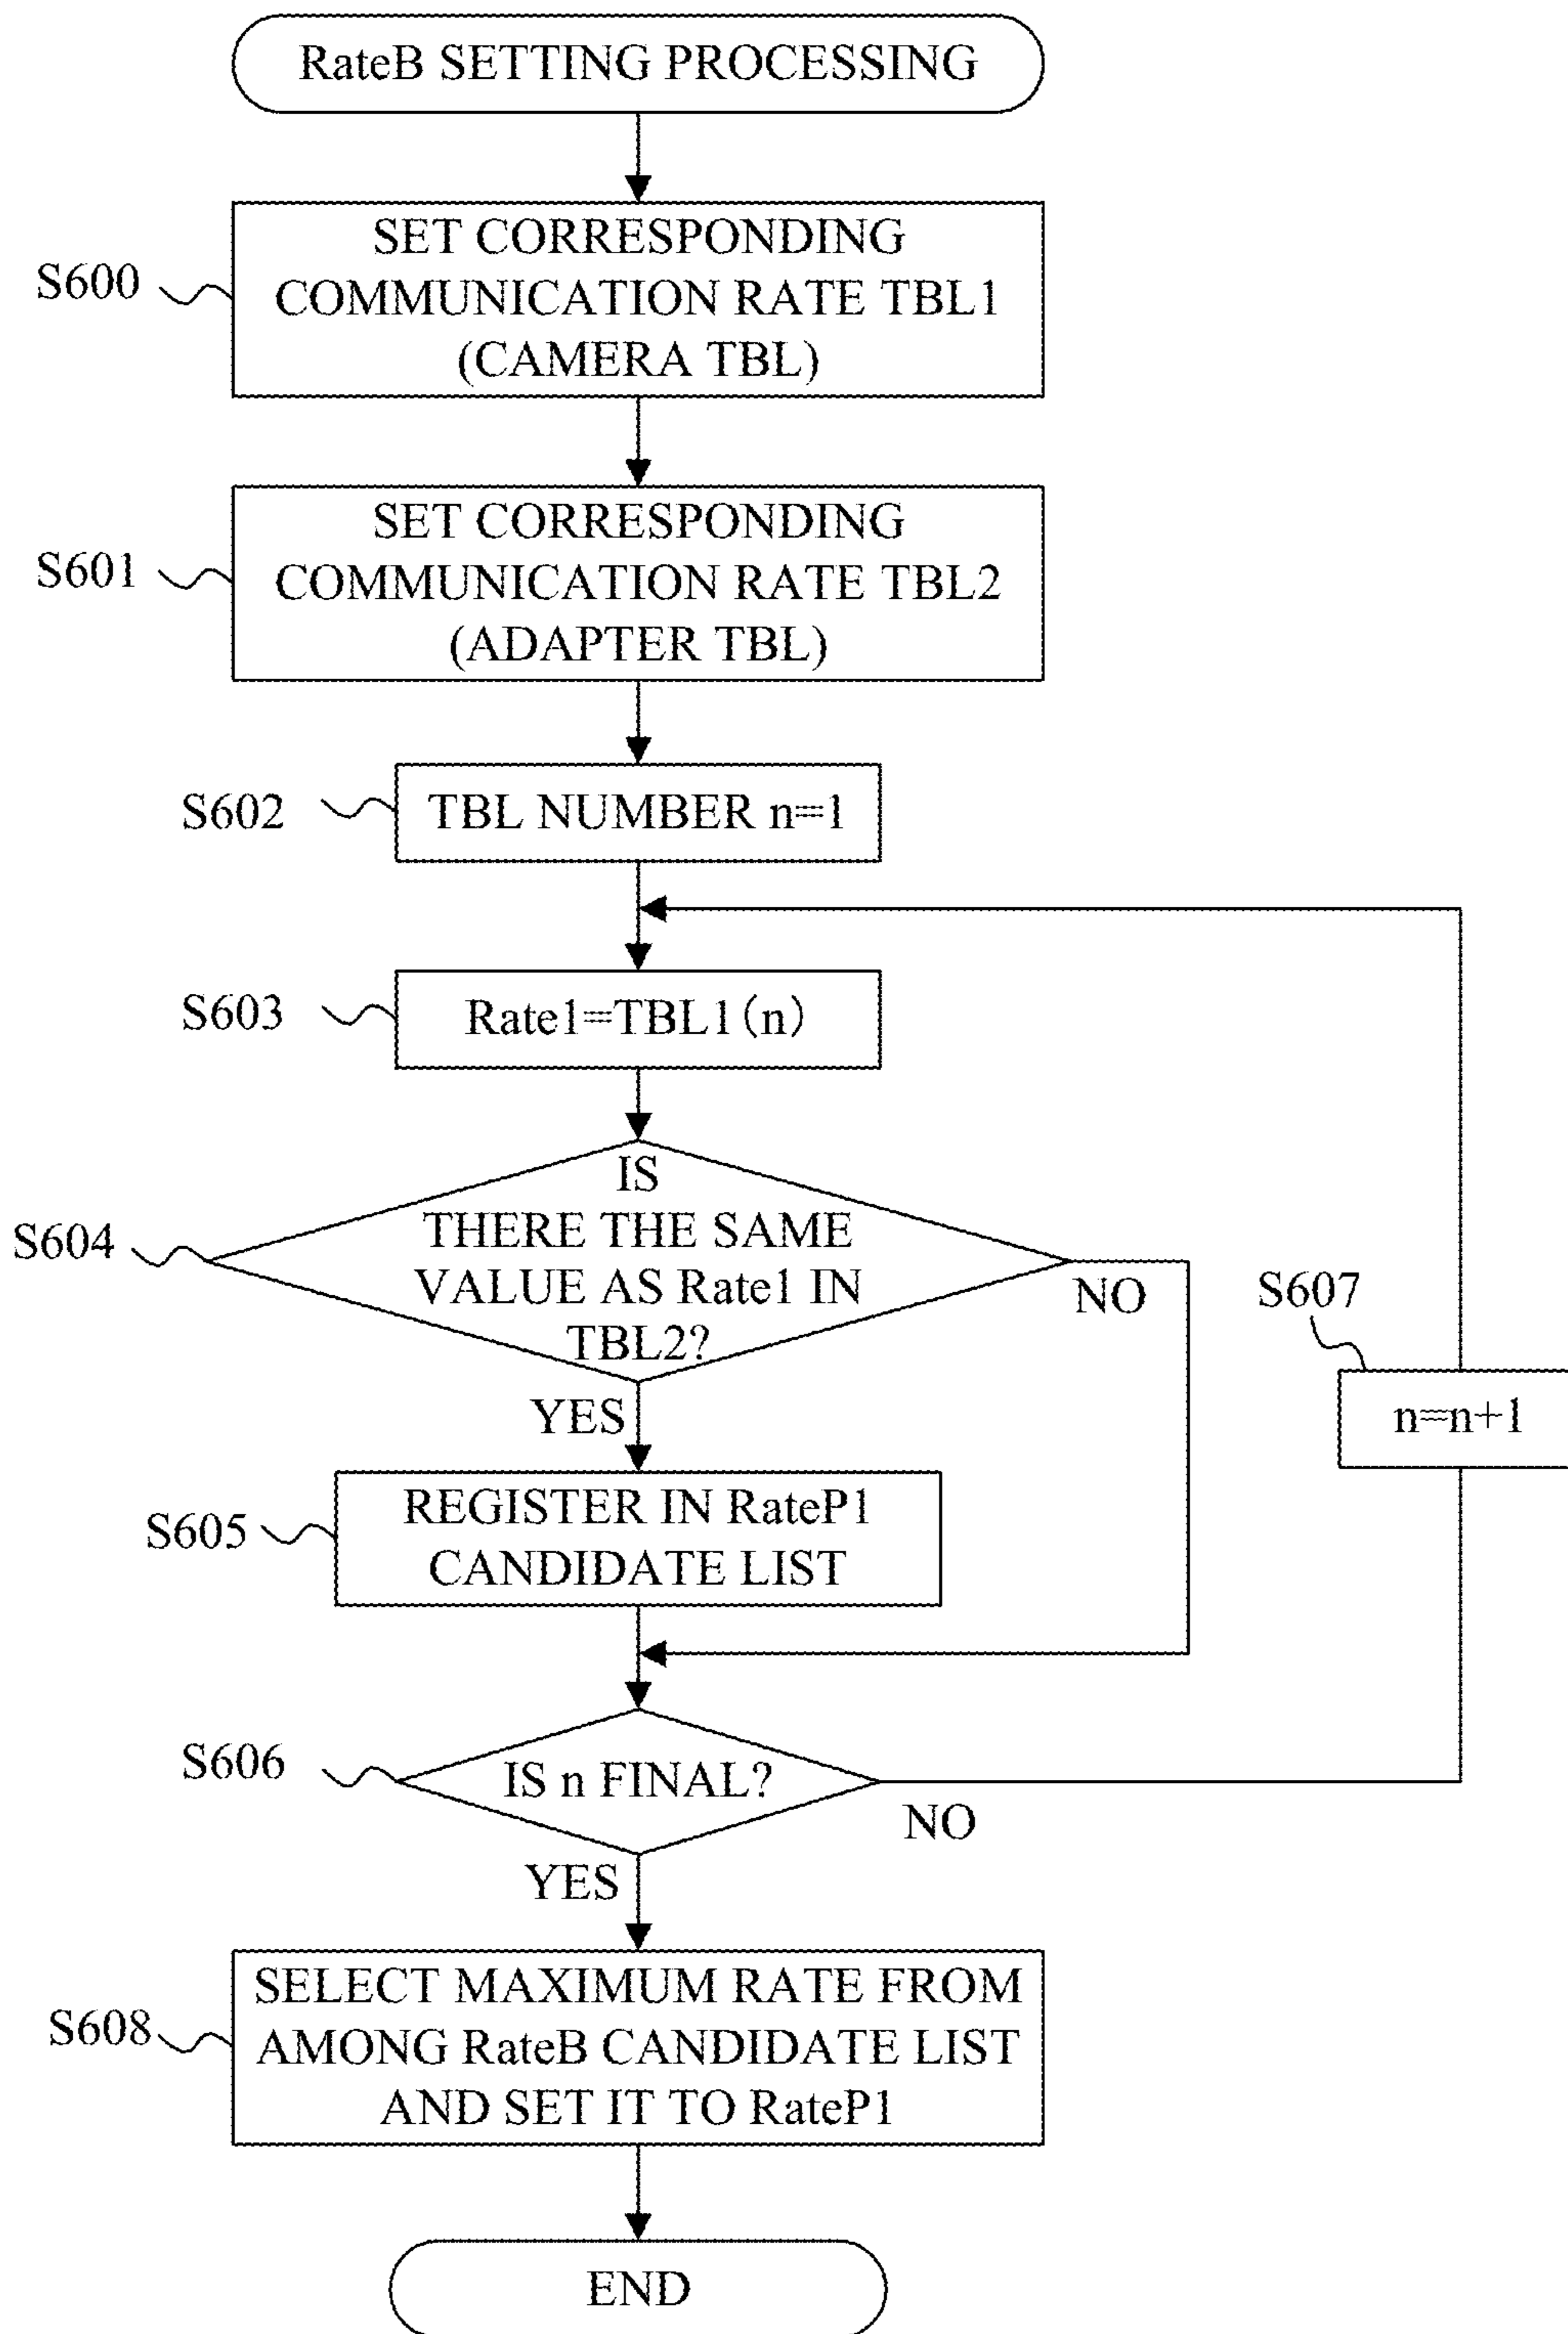 RateB SETTING PROCESSING
S600
SET CORRESPONDING
COMMUNICATION RATE TBL1
(CAMERA TBL)
S601
SET CORRESPONDING
COMMUNICATION RATE TBL2
(ADAPTER TBL)
S602
TBL NUMBER n=1
S603
Rate1=TBL1(n)
S604
IS
THERE THE SAME
VALUE AS Rate1 IN
TBL2?
NO
YES
S607
n=n+1
S605
REGISTER IN RateP1
CANDIDATE LIST
S606
IS n FINAL?
NO
YES
S608
SELECT MAXIMUM RATE FROM
AMONG RateB CANDIDATE LIST
AND SET IT TO RateP1
END